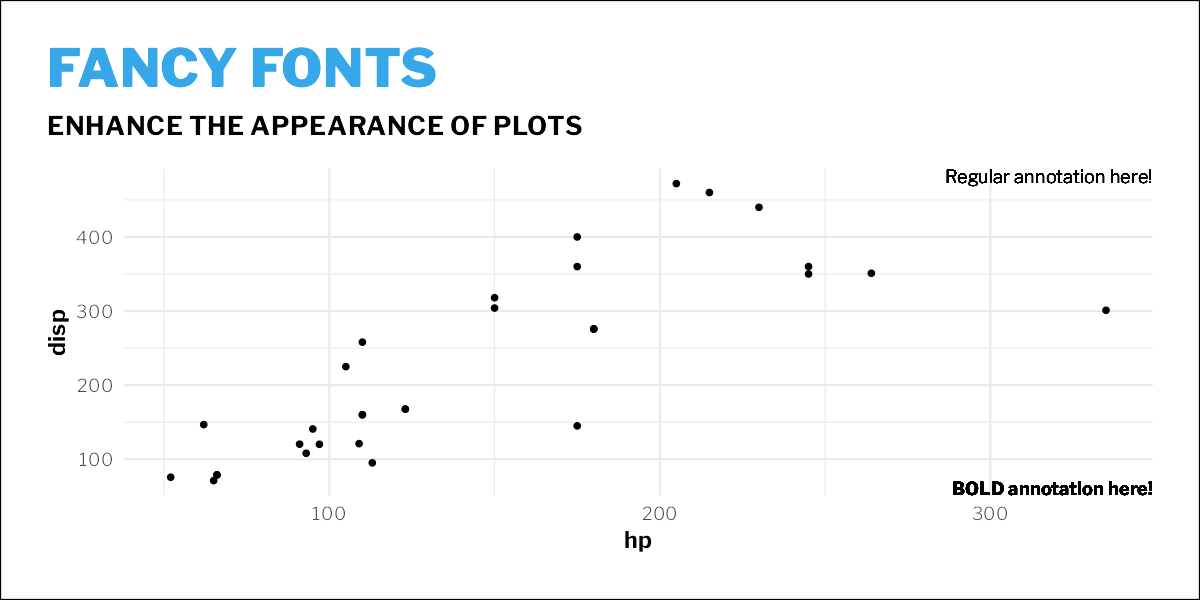 FANCY FONTS
ENHANCE THE APPEARANCE OF PLOTS
Regular annotation here!
400
300
200
100
disp
BOLD annotation here!
100 200 300
hp